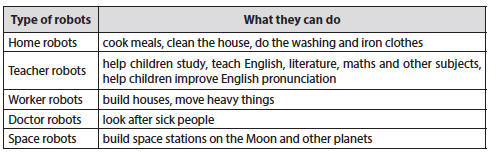 Type of robots What they can do
Home robots cook meals, clean the house, do the washing and iron clothes
Teacher robots help children study, teach English, literature, maths and other subjects,
help children improve English pronunciation
Worker robots build houses, move heavy things
Doctor robots look after sick people
Space robots build space stations on the Moon and other planets